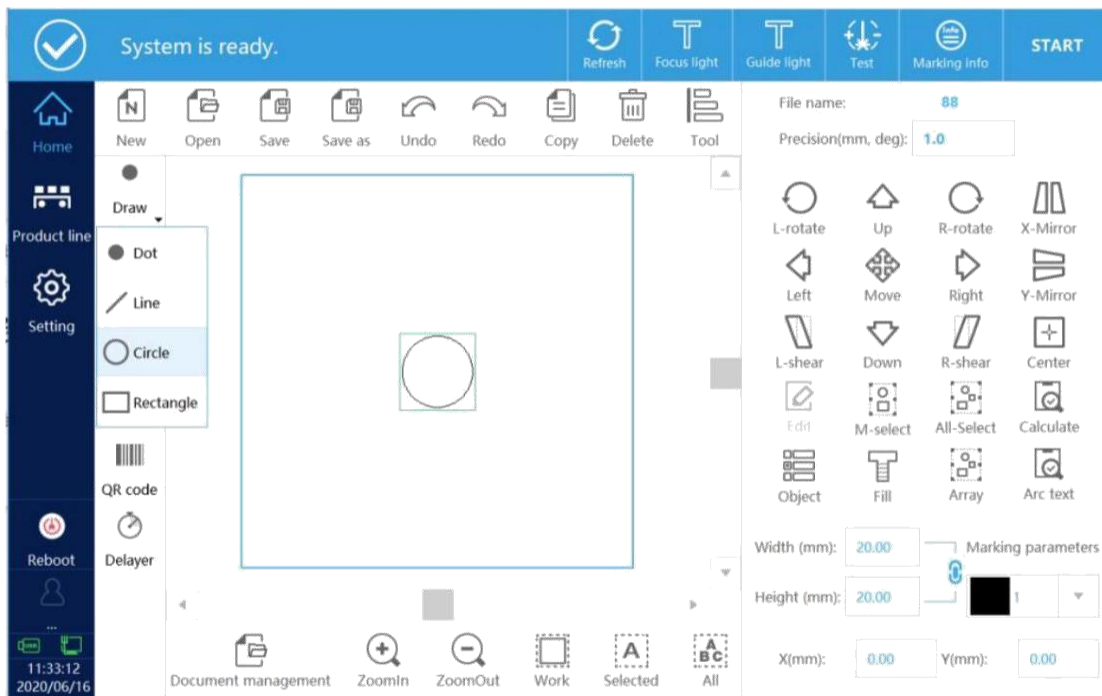 System is ready.
Refresh
Focus light
Guide light
Test
Info
Marking info
START
Home
Product line
Setting
Reboot
...
11:33:12
2020/06/16
N
New
Open
Save
Save as
Undo
Redo
Copy
Delete
Tool
Draw
Dot
Line
Circle
Rectangle
QR code
Delayer
Document management
ZoomIn
ZoomOut
Work
A
Selected
A
B C
All
File name: 88
Precision(mm, deg): 1.0
L-rotate Up R-rotate X-Mirror
Left Move Right Y-Mirror
L-shear Down R-shear Center
Edit M-select All-Select Calculate
Object Fill Array Arc text
Width (mm): 20.00 Marking parameters
Height (mm): 20.00 1
X(mm): 0.00 Y(mm): 0.00